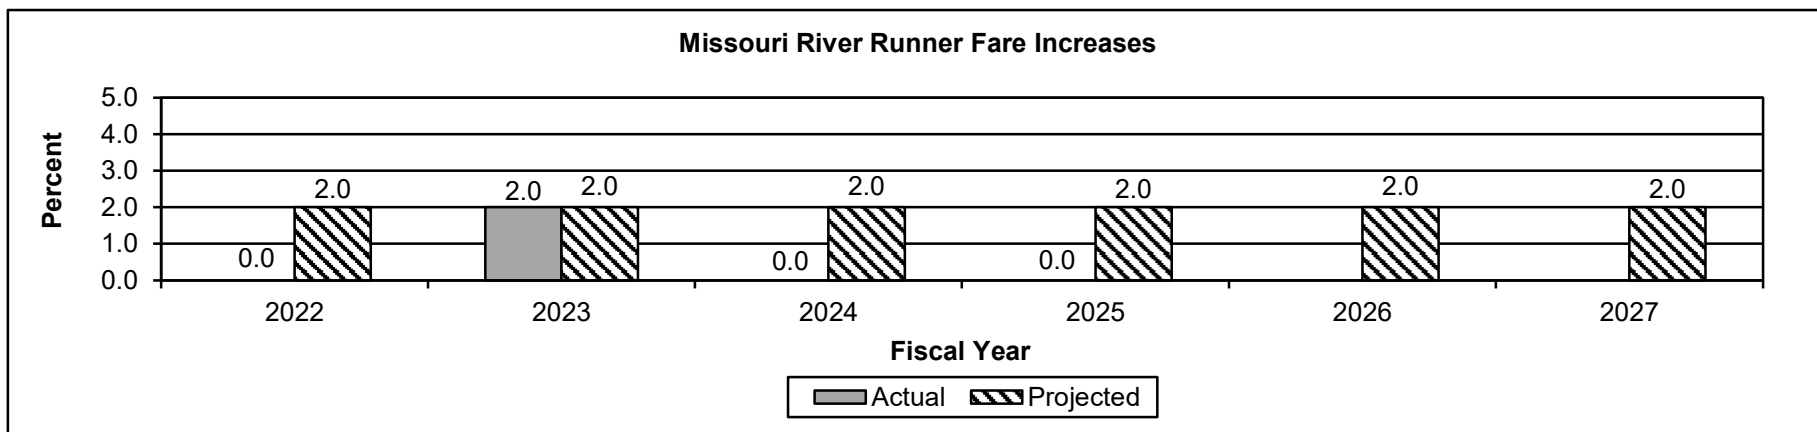 Missouri River Runner Fare Increases
Percent
5.0
4.0
3.0
2.0
1.0
0.0
0.0 2.0 2.0 2.0 0.0 2.0 0.0 2.0 2.0 2.0
2022 2023 2024 2025 2026 2027
Fiscal Year
Actual Projected